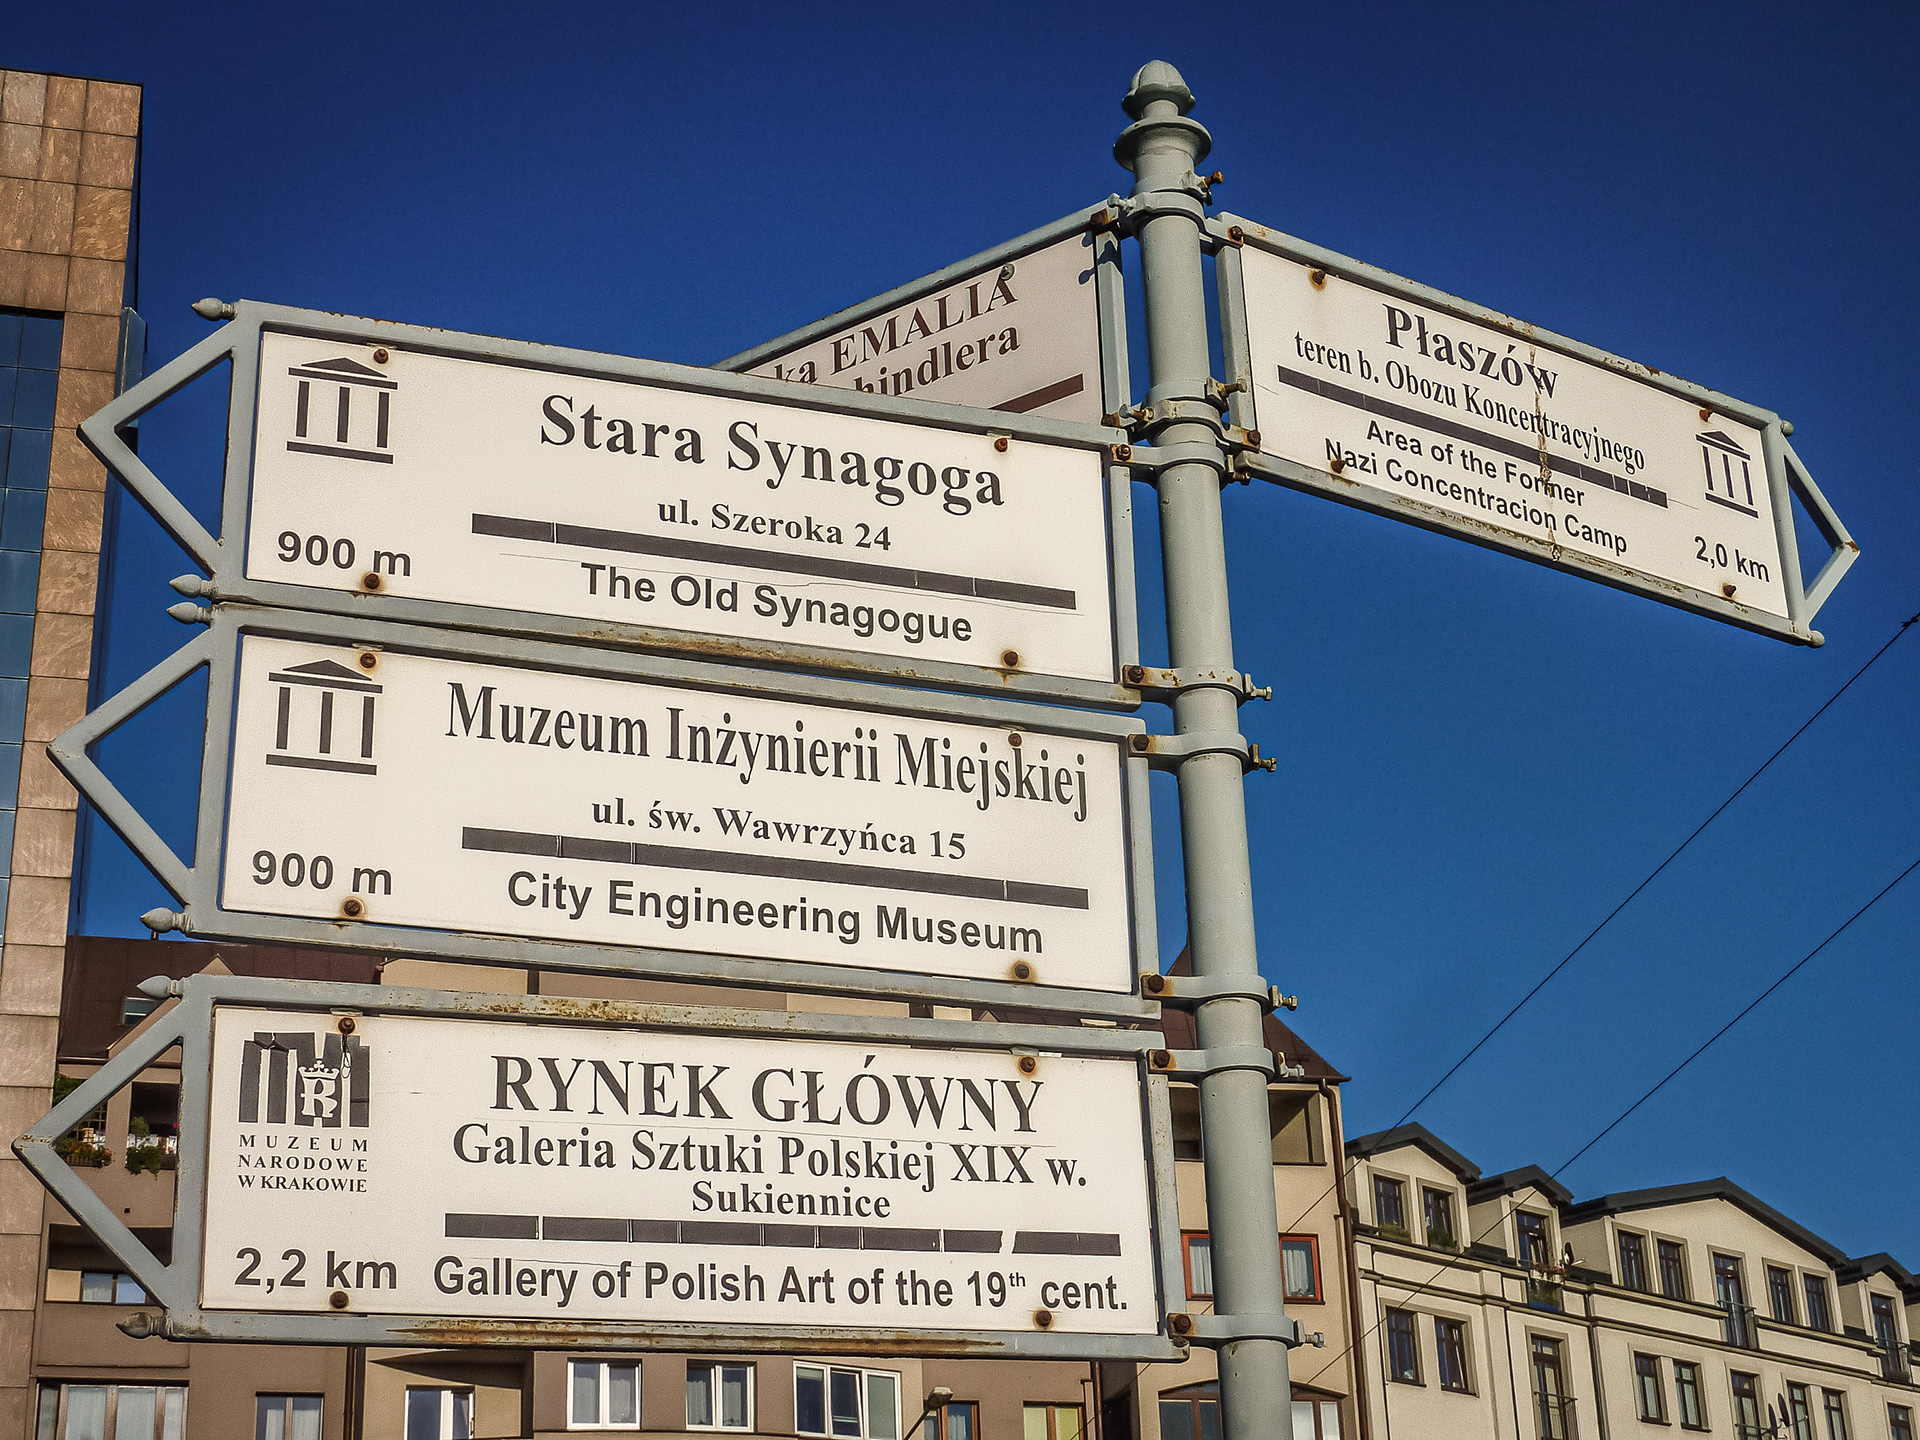 EMALIA
Płaszów
teren b. Obozu Koncentracyjnego
Area of the Former
Nazi Concentracion Camp
2,0 km
Stara Synagoga
ul. Szeroka 24
900 m
The Old Synagogue
Muzeum Inżynierii Miejskiej
ul. św. Wawrzyńca 15
900 m
City Engineering Museum
MUZEUM
NARODOWE
W KRAKOWIE
RYNEK GŁÓWNY
Galeria Sztuki Polskiej XIX w.
Sukiennice
2,2 km
Gallery of Polish Art of the 19th cent.